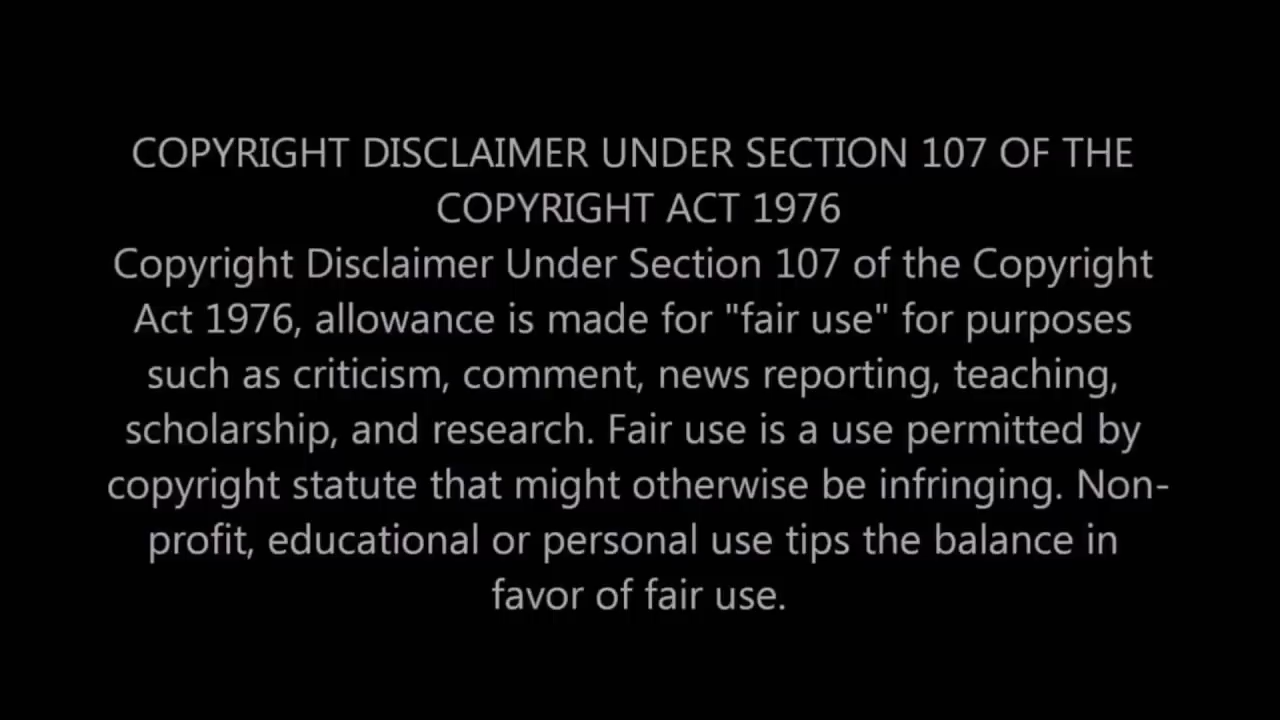 COPYRIGHT DISCLAIMER UNDER SECTION 107 OF THE
COPYRIGHT ACT 1976
Copyright Disclaimer Under Section 107 of the Copyright
Act 1976, allowance is made for "fair use" for purposes
such as criticism, comment, news reporting, teaching,
scholarship, and research. Fair use is a use permitted by
copyright statute that might otherwise be infringing. Non-
profit, educational or personal use tips the balance in
favor of fair use.